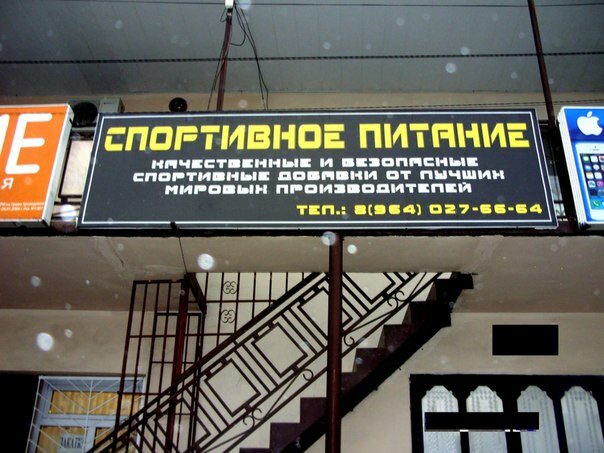 СПОРТИВНОЕ ПИТАНИЕ
КАЧЕСТВЕННЫЕ И БЕЗОПАСНЫЕ
СПОРТИВНЫЕ ДОБАВКИ ОТ ЛУЧШИХ
МИРОВЫХ ПРОИЗВОДИТЕЛЕЙ
ТЕЛ.: 8(964) 027-66-64